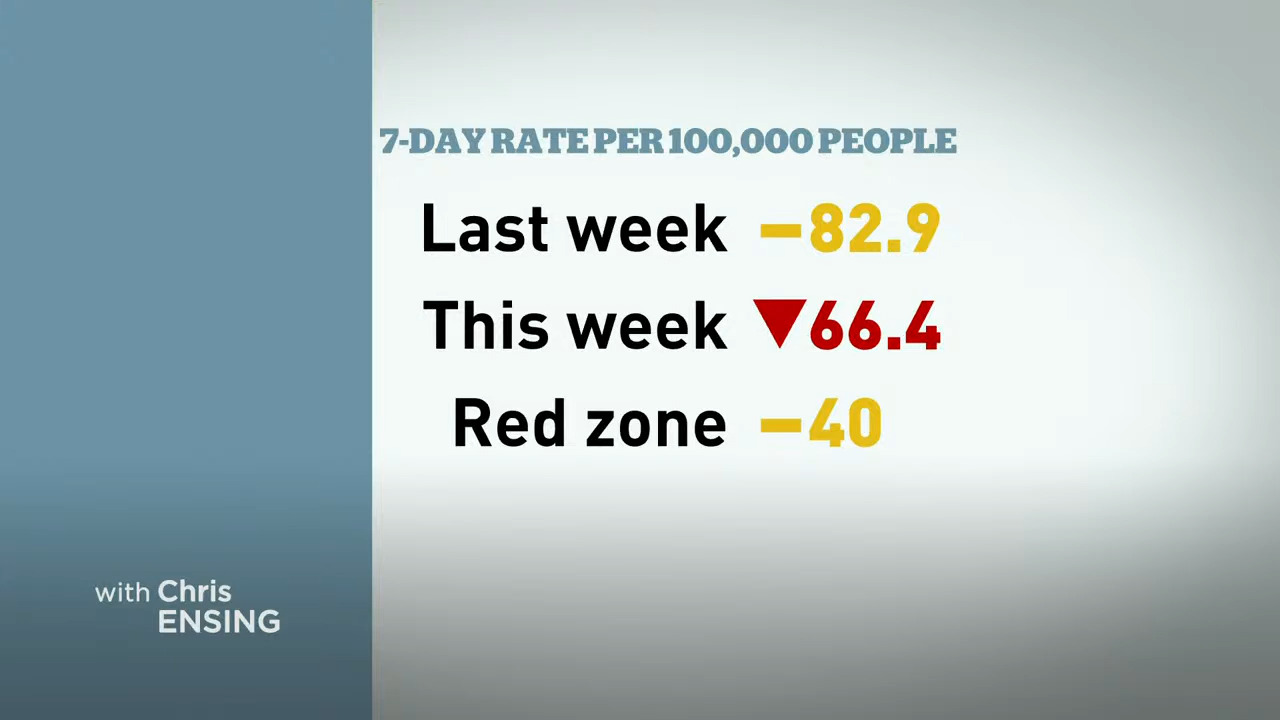 7-DAY RATE PER 100,000 PEOPLE
Last week –82.9
This week ▼66.4
Red zone –40
with Chris
ENSING